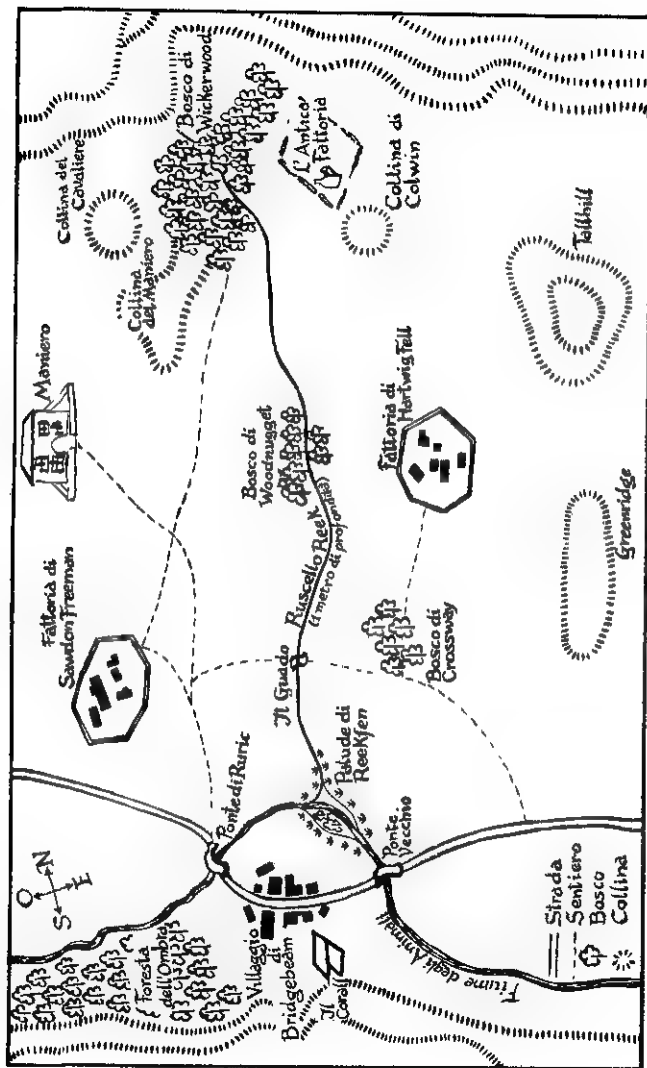 O
N
S
E
Foresta
dell'Ombra
Fattoria di
Sawdon Freeman
Maniero
Collina del
Cavaliere
Collina
del Maniero
Bosco di
Wickerwood
Ponte di Ruric
Villaggio
di
Bridgebeam
Il
Corall
Il Guado
Ruscello Reek
(1 metro di profondità)
Bosco di
Woodnugget
L'Antica
Fattoria
Collina di
Colwin
Palude di
Reekfen
Ponte
Vecchio
Fiume degli Animali
Bosco di
Crossway
Fattoria di
Hartwig Fell
Greenridge
Tallhill
Strada
Sentiero
Bosco
Collina